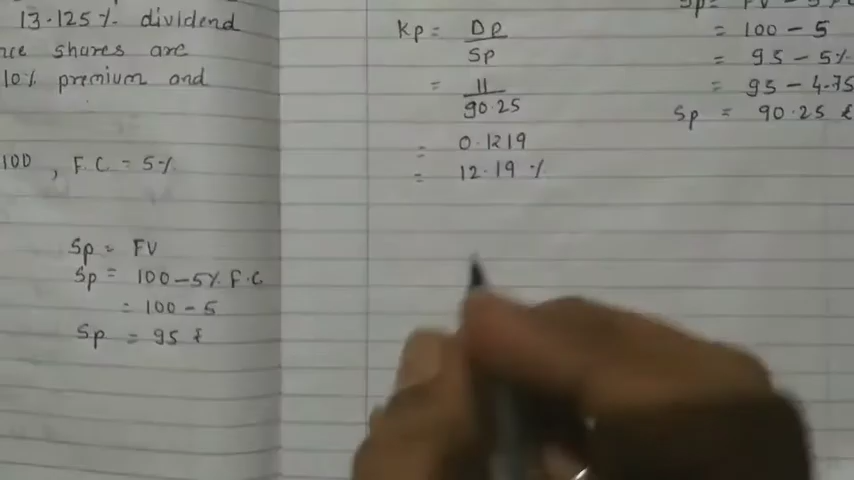 13.125% dividend
shares are
10% premium and
100, F.C = 5%
Sp = FV
Sp = 100 - 5% F.C
= 100 - 5
Sp = 95 ₹
Kp = Dp
Sp
= 11
90.25
= 0.1219
= 12.19 %
= 100 - 5
= 95 - 5%
= 95 - 4.75
Sp = 90.25 ₹